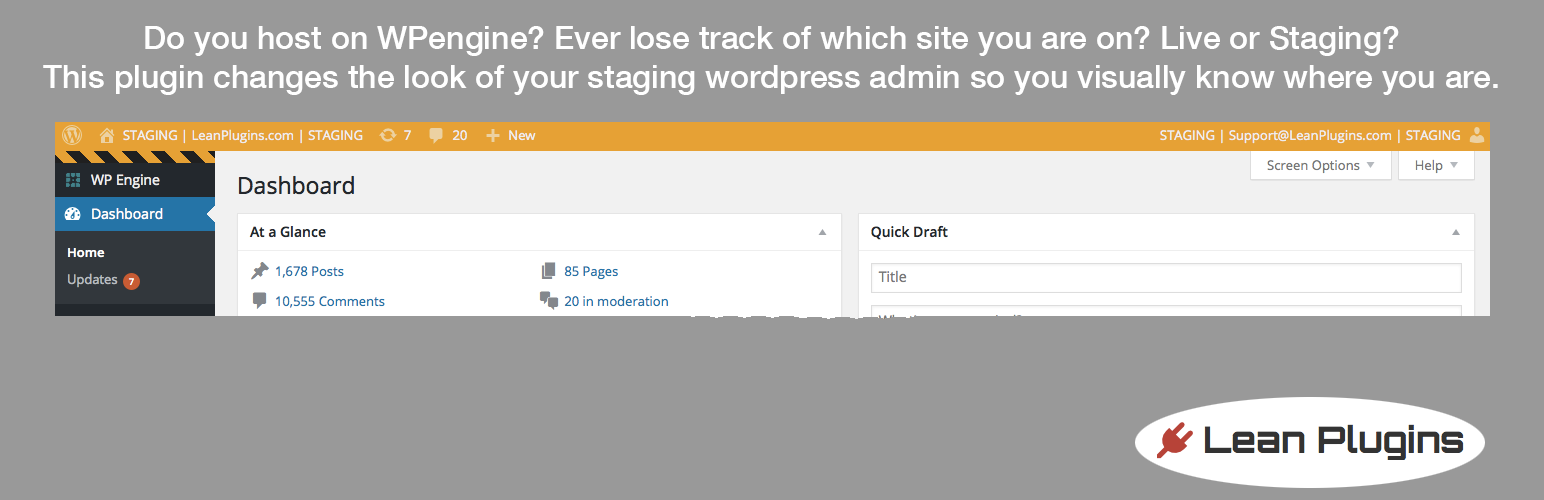 Do you host on WPengine? Ever lose track of which site you are on? Live or Staging?
This plugin changes the look of your staging wordpress admin so you visually know where you are.
STAGING | LeanPlugins.com | STAGING 7 20 New STAGING | Support@LeanPlugins.com | STAGING
Screen Options Help
WP Engine
Dashboard
Dashboard
Home
Updates 7
At a Glance
1,678 Posts 85 Pages
10,555 Comments 20 in moderation
Quick Draft
Title
Lean Plugins